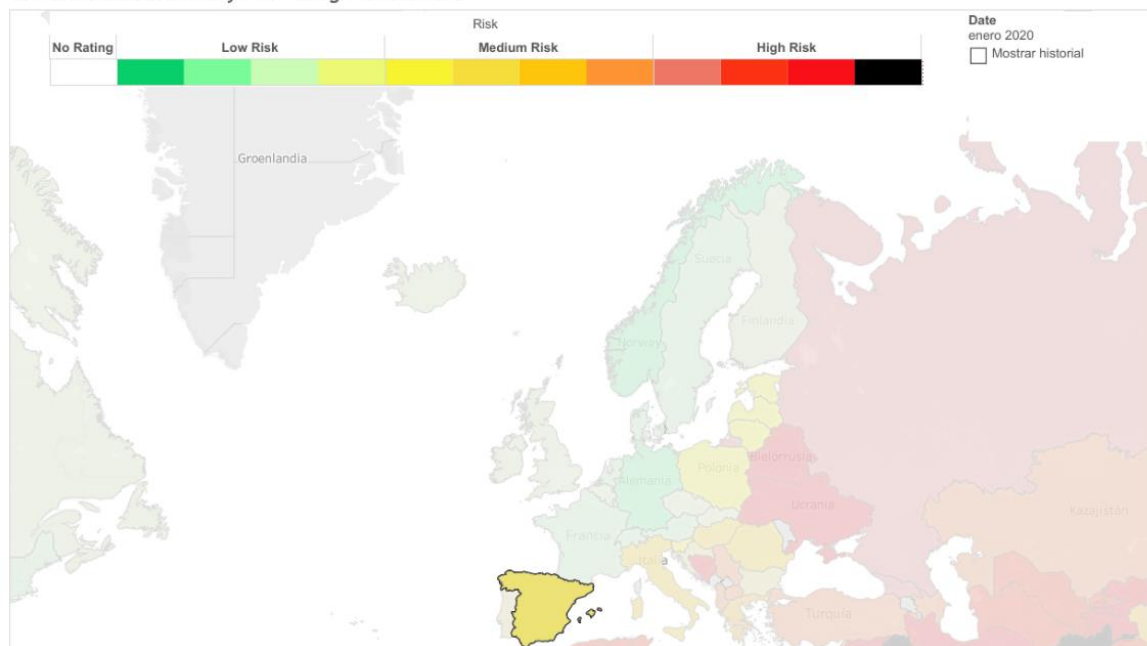 Risk
No Rating
Low Risk
Medium Risk
High Risk
Date
enero 2020
Mostrar historial
Groenlandia
Suecia
Finlandia
Norway
Bielorrusia
Polonia
Alemania
Ucrania
Kazajistán
Francia
Italia
Turquía